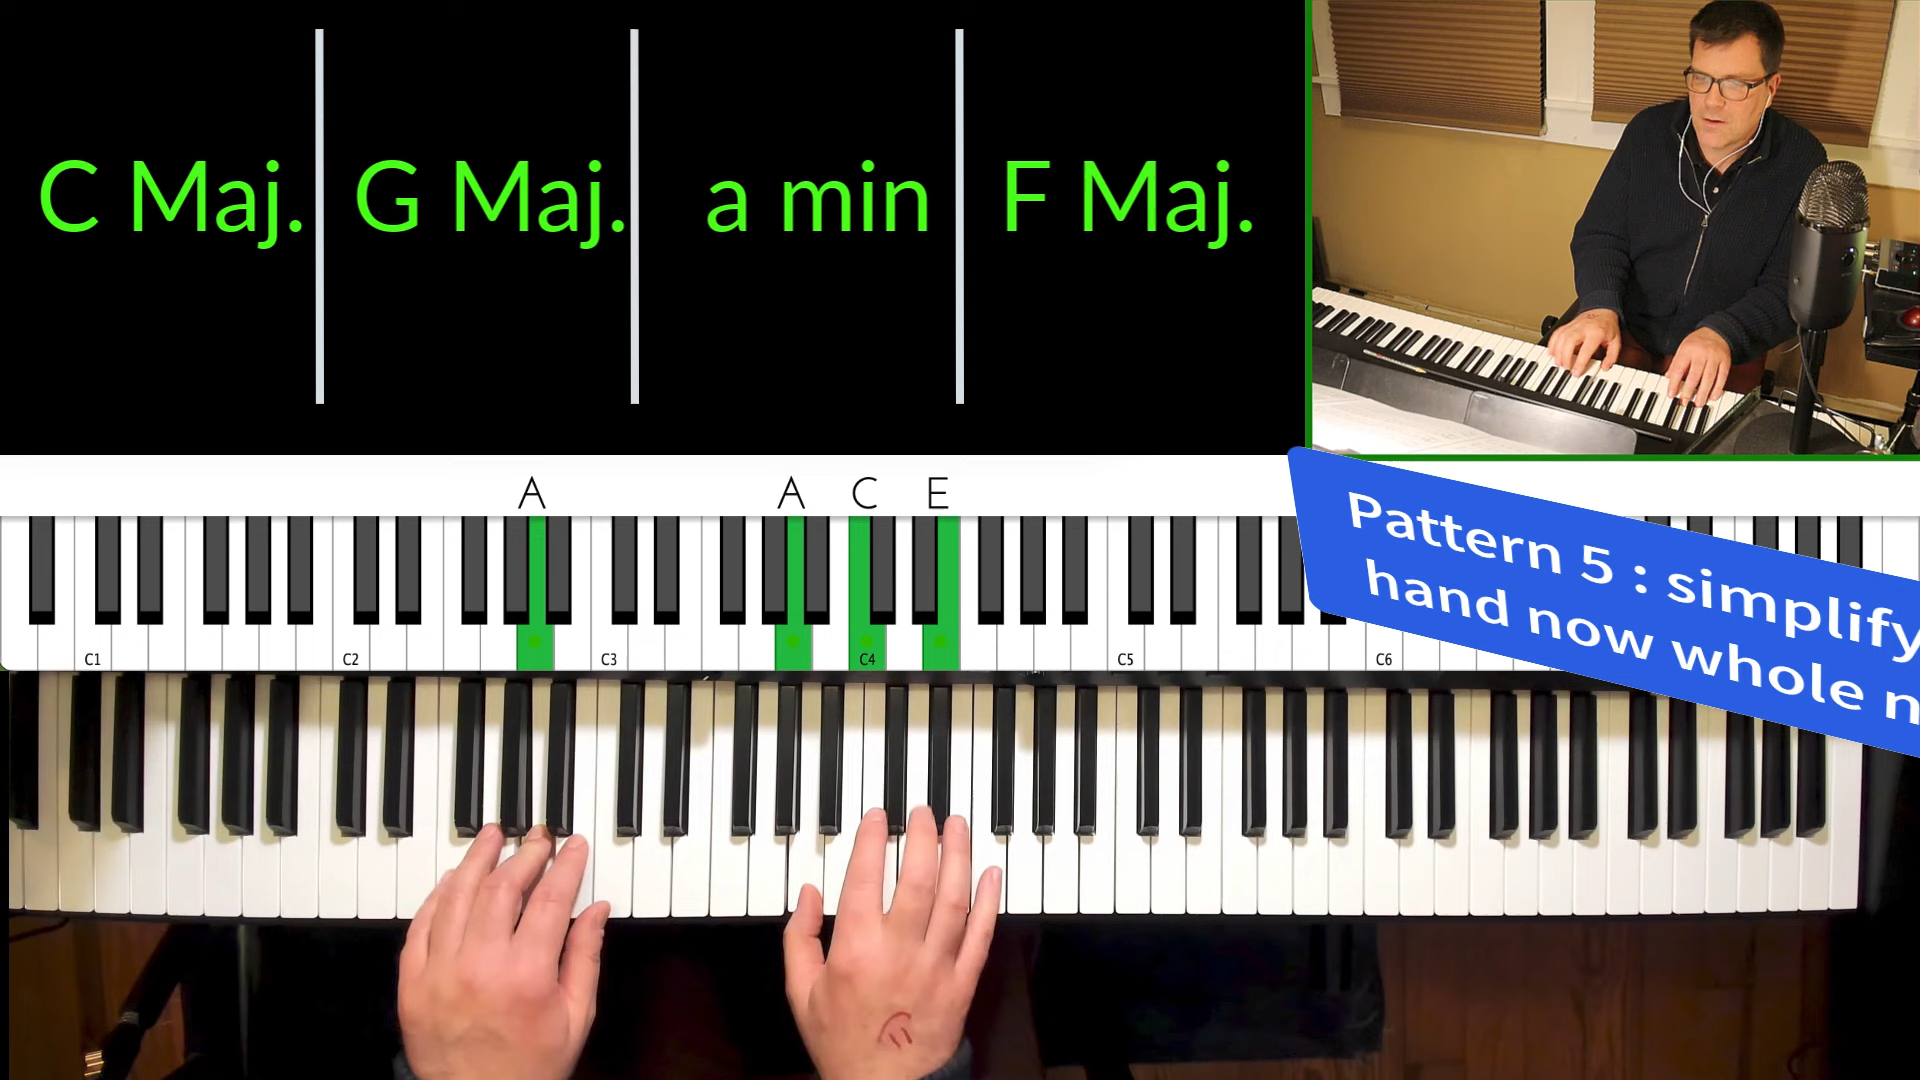 C Maj.
G Maj.
a min
F Maj.
A
A
C
E
Pattern 5 : simplify
hand now whole
C1
C2
C3
C4
C5
C6